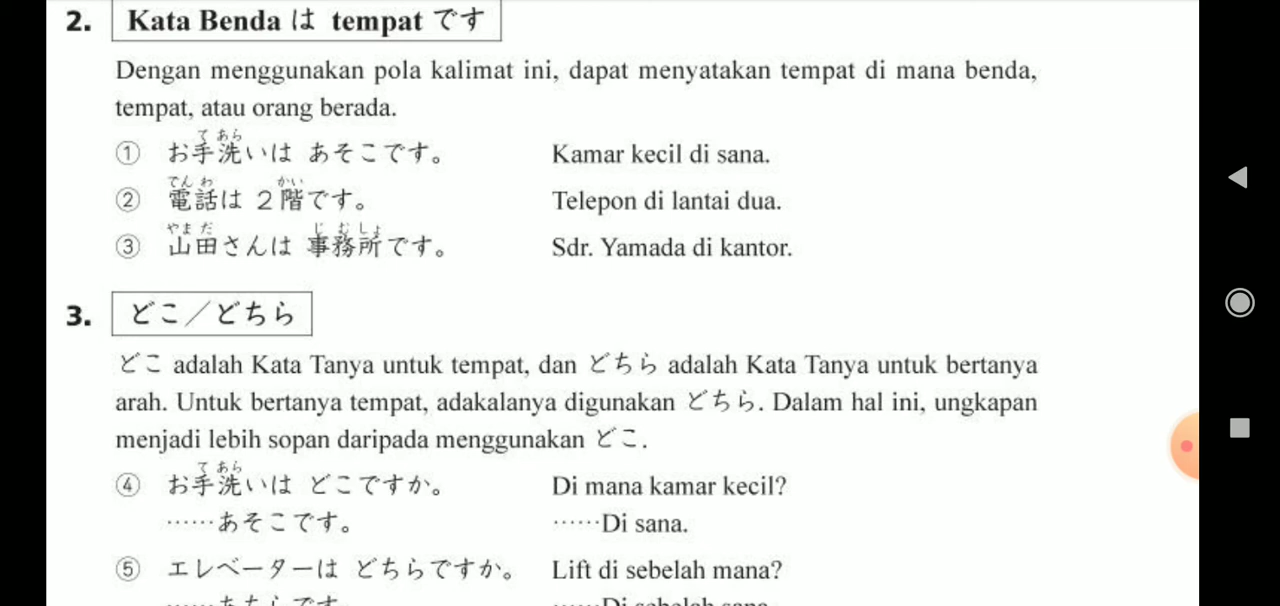 2. Kata Benda は tempat です
Dengan menggunakan pola kalimat ini, dapat menyatakan tempat di mana benda,
tempat, atau orang berada.
て あら
① お手洗いは あそこです。 Kamar kecil di sana.
でん わ かい
② 電話は 2階です。 Telepon di lantai dua.
やま だ じ む しょ
③ 山田さんは 事務所です。 Sdr. Yamada di kantor.
3. どこ／どちら
どこ adalah Kata Tanya untuk tempat, dan どちら adalah Kata Tanya untuk bertanya
arah. Untuk bertanya tempat, adakalanya digunakan どちら. Dalam hal ini, ungkapan
menjadi lebih sopan daripada menggunakan どこ.
て あら
④ お手洗いは どこですか。 Di mana kamar kecil?
……あそこです。 ……Di sana.
⑤ エレベーターは どちらですか。 Lift di sebelah mana?
……あちらです。 ……Di sebelah sana.